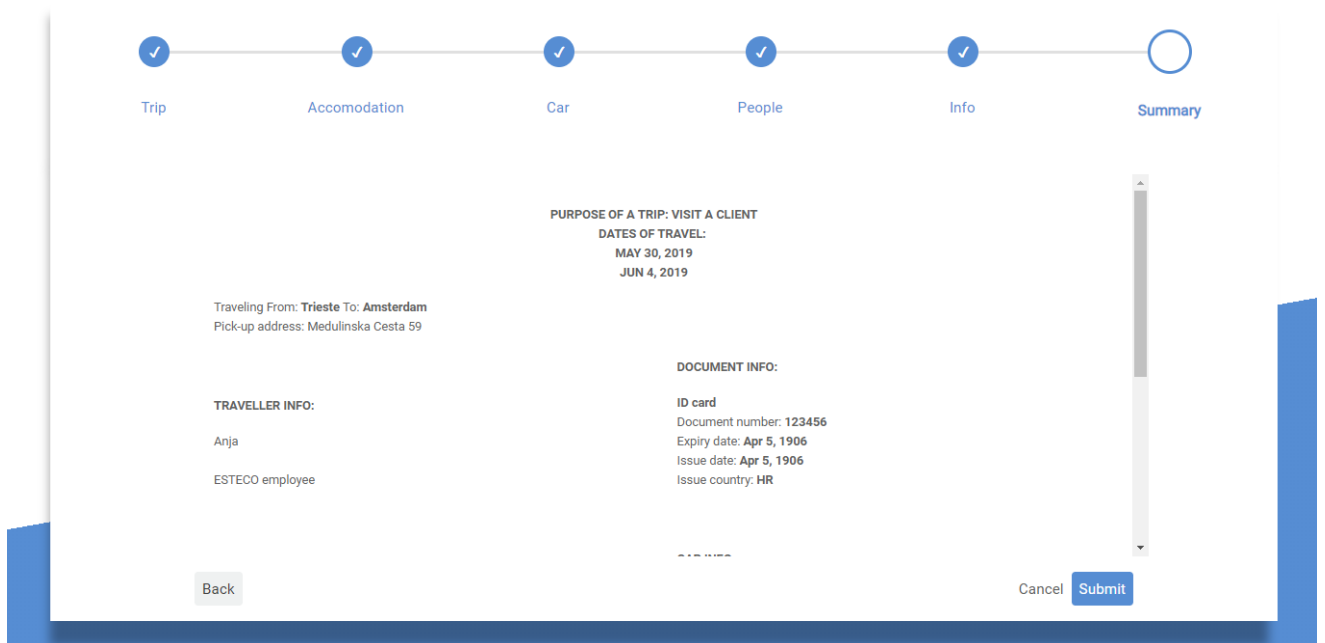 Trip
Accomodation
Car
People
Info
Summary
PURPOSE OF A TRIP: VISIT A CLIENT
DATES OF TRAVEL:
MAY 30, 2019
JUN 4, 2019
Traveling From: Trieste To: Amsterdam
Pick-up address: Medulinska Cesta 59
TRAVELLER INFO:
Anja
ESTECO employee
DOCUMENT INFO:
ID card
Document number: 123456
Expiry date: Apr 5, 1906
Issue date: Apr 5, 1906
Issue country: HR
Back
Cancel
Submit